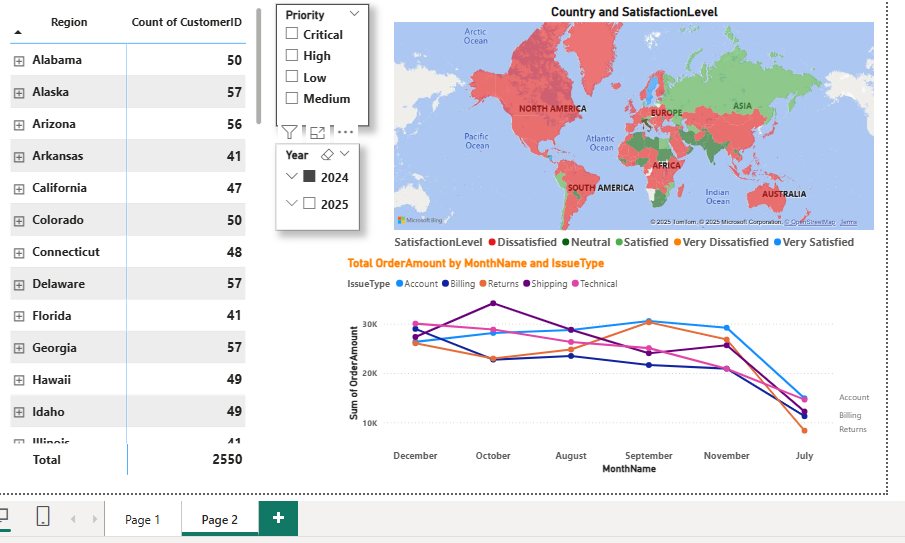 Region Count of CustomerID
Alabama 50
Alaska 57
Arizona 56
Arkansas 41
California 47
Colorado 50
Connecticut 48
Delaware 57
Florida 41
Georgia 57
Hawaii 49
Idaho 49
Illinois 41
Total 2550
Priority
Critical
High
Low
Medium
Year
2024
2025
Country and SatisfactionLevel
Arctic
Ocean
NORTH AMERICA
EUROPE
ASIA
Pacific
Ocean
Atlantic
Ocean
AFRICA
SOUTH AMERICA
Indian
Ocean
AUSTRALIA
Microsoft Bing
© 2025 TomTom, © 2025 Microsoft Corporation, © OpenStreetMap Terms
SatisfactionLevel Dissatisfied Neutral Satisfied Very Dissatisfied Very Satisfied
Total OrderAmount by MonthName and IssueType
IssueType Account Billing Returns Shipping Technical
Sum of OrderAmount
30K
20K
10K
Account
Billing
Returns
December October August September November July
MonthName
Page 1 Page 2 +